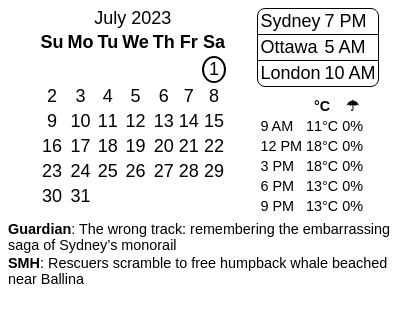 July 2023
Su Mo Tu We Th Fr Sa
1
2 3 4 5 6 7 8
9 10 11 12 13 14 15
16 17 18 19 20 21 22
23 24 25 26 27 28 29
30 31
Sydney 7 PM
Ottawa 5 AM
London 10 AM
°C ☂
9 AM 11°C 0%
12 PM 18°C 0%
3 PM 18°C 0%
6 PM 13°C 0%
9 PM 13°C 0%
Guardian: The wrong track: remembering the embarrassing
saga of Sydney’s monorail
SMH: Rescuers scramble to free humpback whale beached
near Ballina